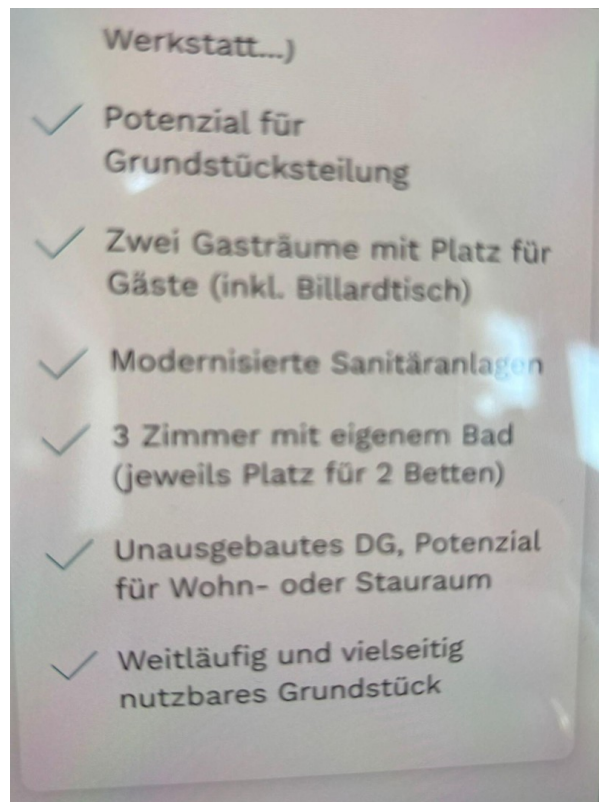 Werkstatt...)
Potenzial für
Grundstücksteilung
Zwei Gasträume mit Platz für
Gäste (inkl. Billardtisch)
Modernisierte Sanitäranlagen
3 Zimmer mit eigenem Bad
(jeweils Platz für 2 Betten)
Unausgebautes DG, Potenzial
für Wohn- oder Stauraum
Weitläufig und vielseitig
nutzbares Grundstück